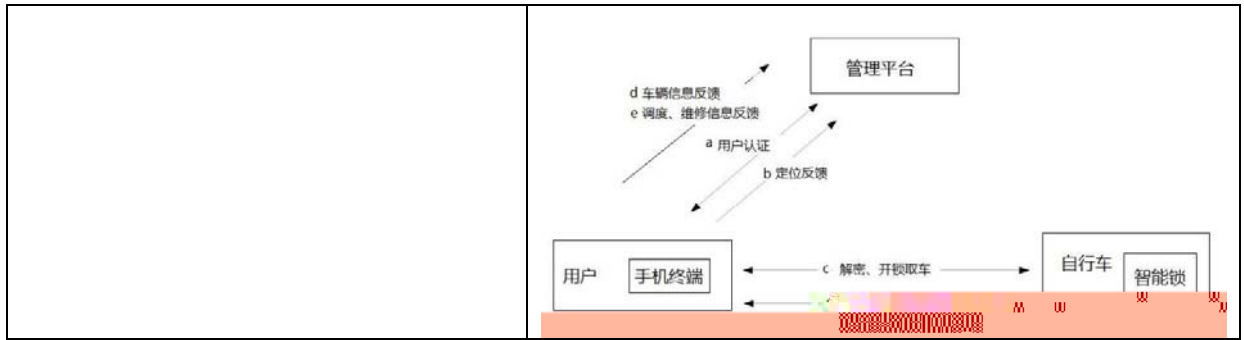 管理平台
d 车辆信息反馈
e 调度、维修信息反馈
a 用户认证
b 定位反馈
用户
手机终端
c 解密、开锁取车
自行车
智能锁